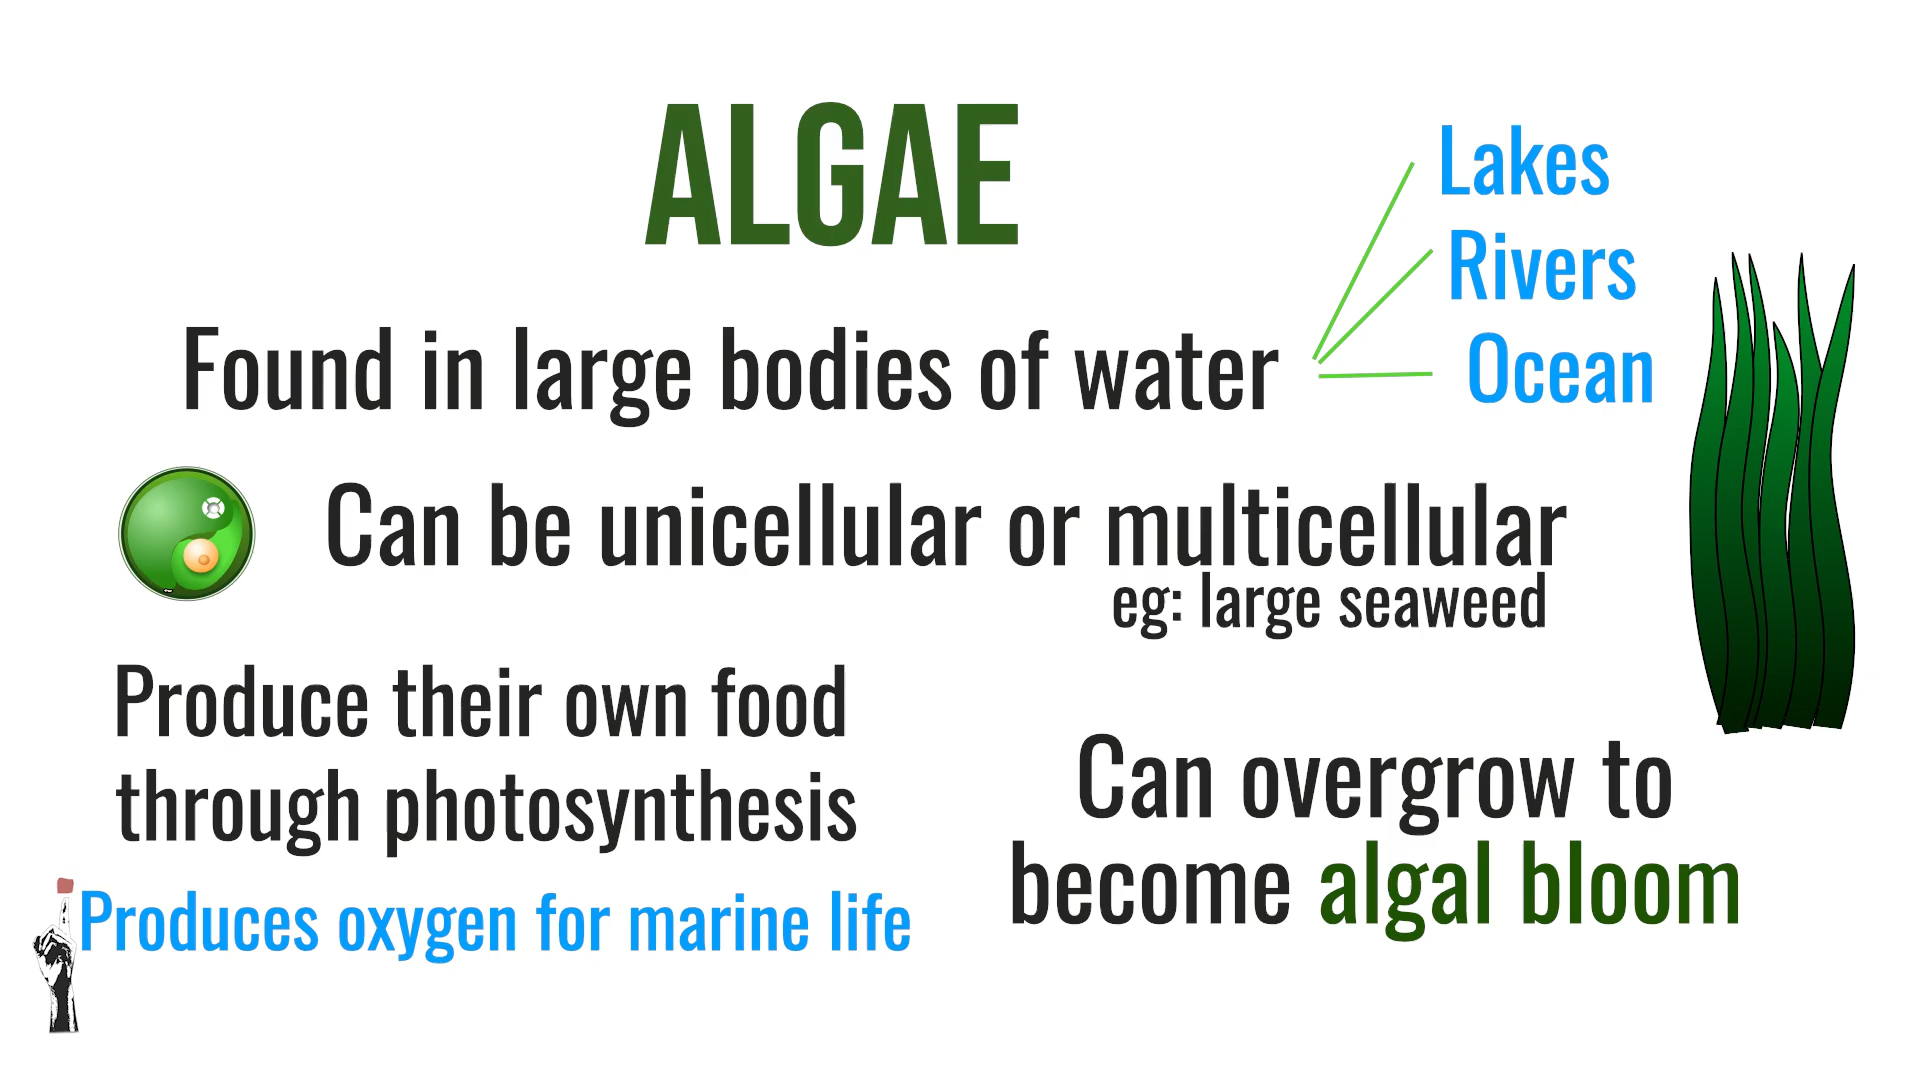 ALGAE
Lakes
Rivers
Ocean
Found in large bodies of water
Can be unicellular or multicellular
eg: large seaweed
Produce their own food
through photosynthesis
Produces oxygen for marine life
Can overgrow to
become algal bloom